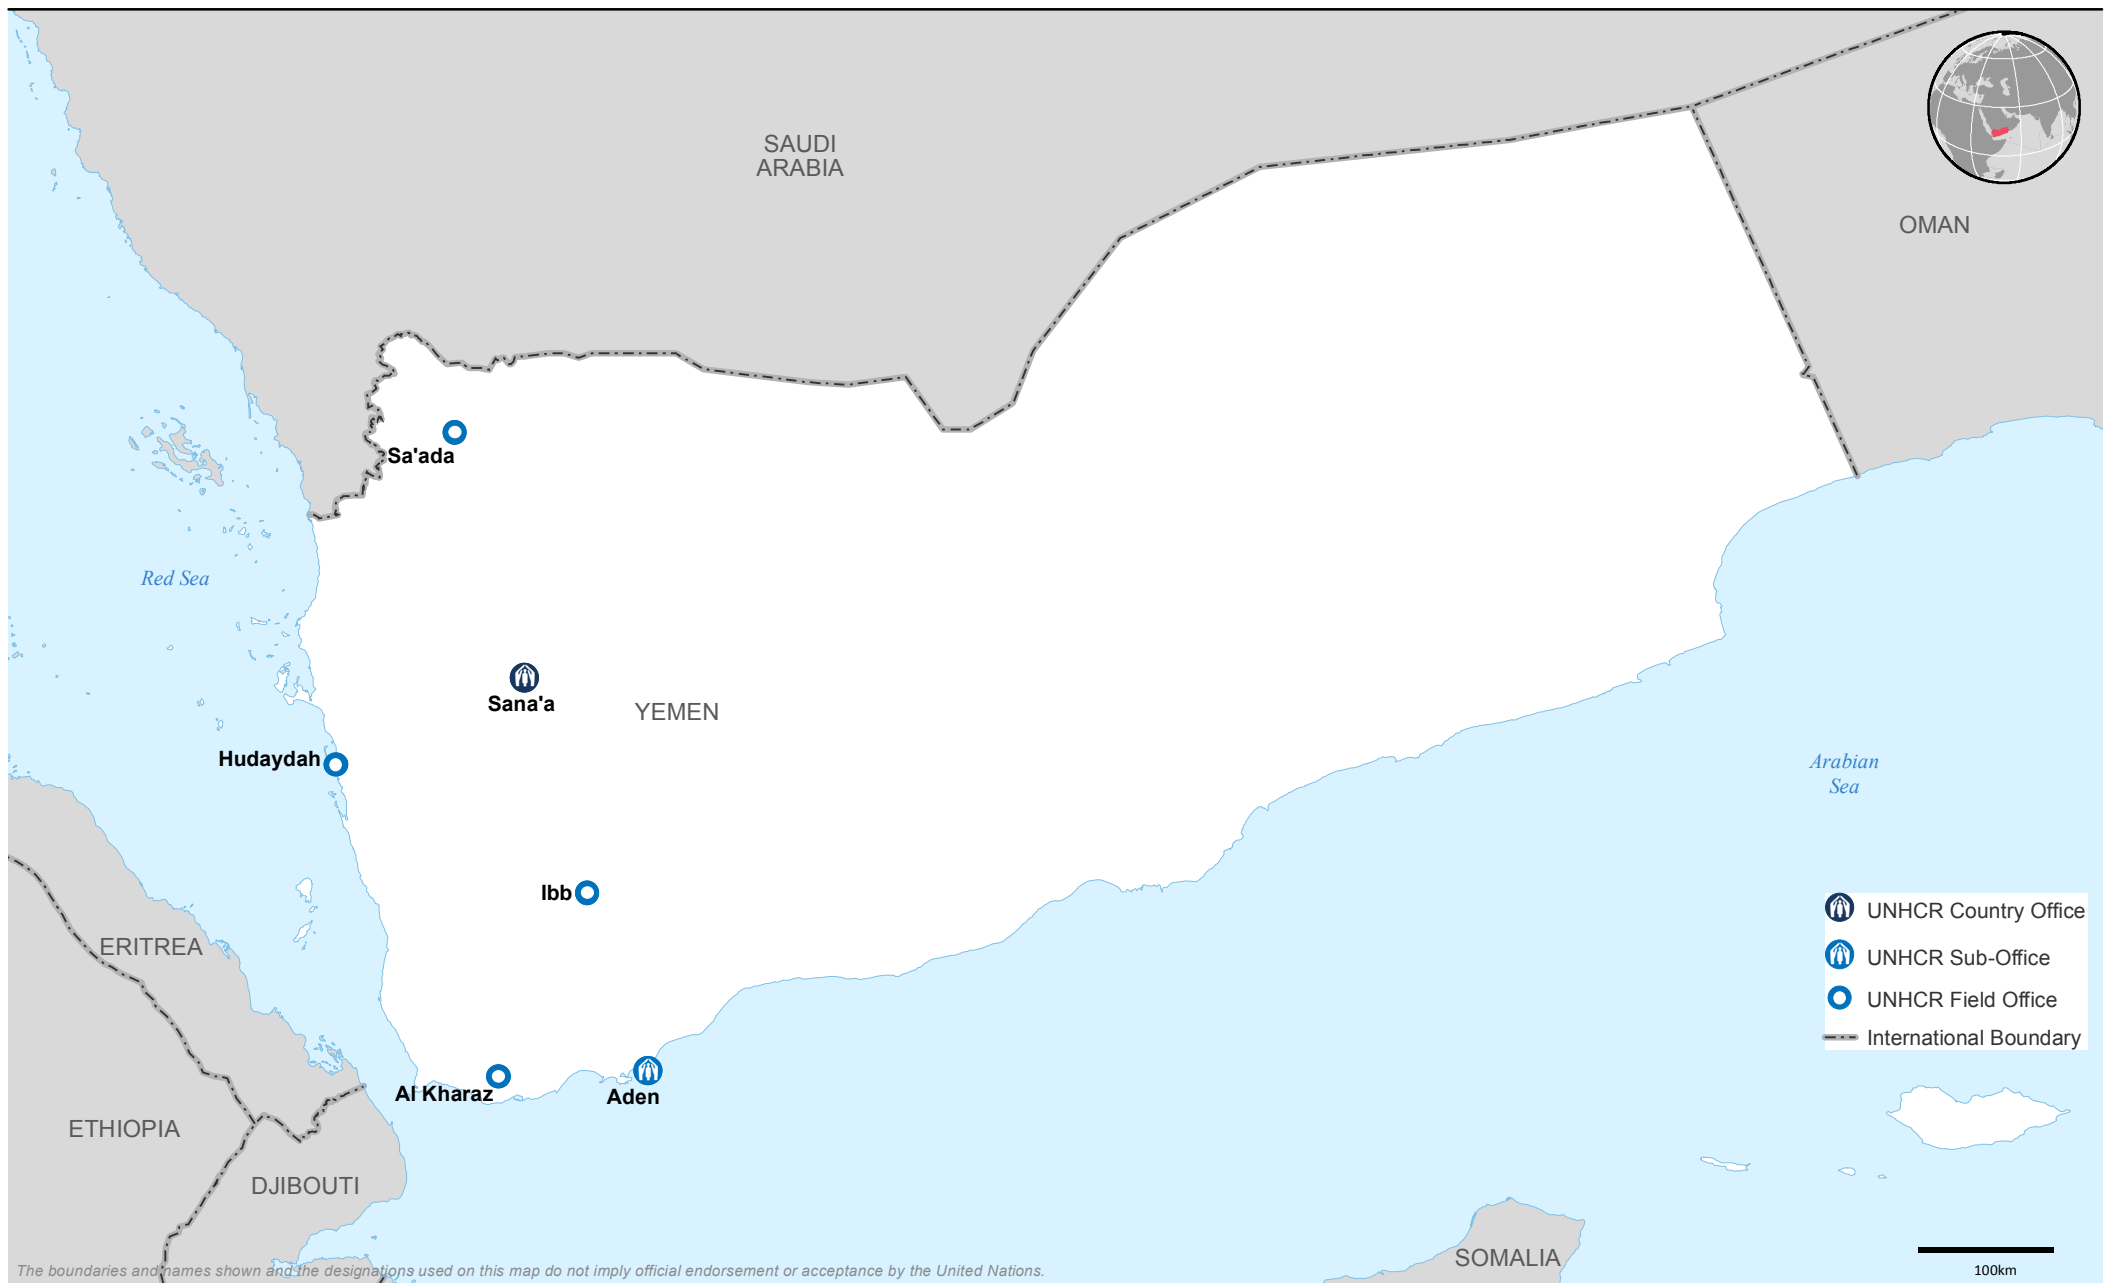 SAUDI
ARABIA
OMAN
Sa'ada
Red Sea
Sana'a
YEMEN
Hudaydah
Arabian
Sea
Ibb
UNHCR Country Office
ERITREA
UNHCR Sub-Office
UNHCR Field Office
International Boundary
Al Kharaz
Aden
ETHIOPIA
DJIBOUTI
SOMALIA
The boundaries and names shown and the designations used on this map do not imply official endorsement or acceptance by the United Nations.
100km